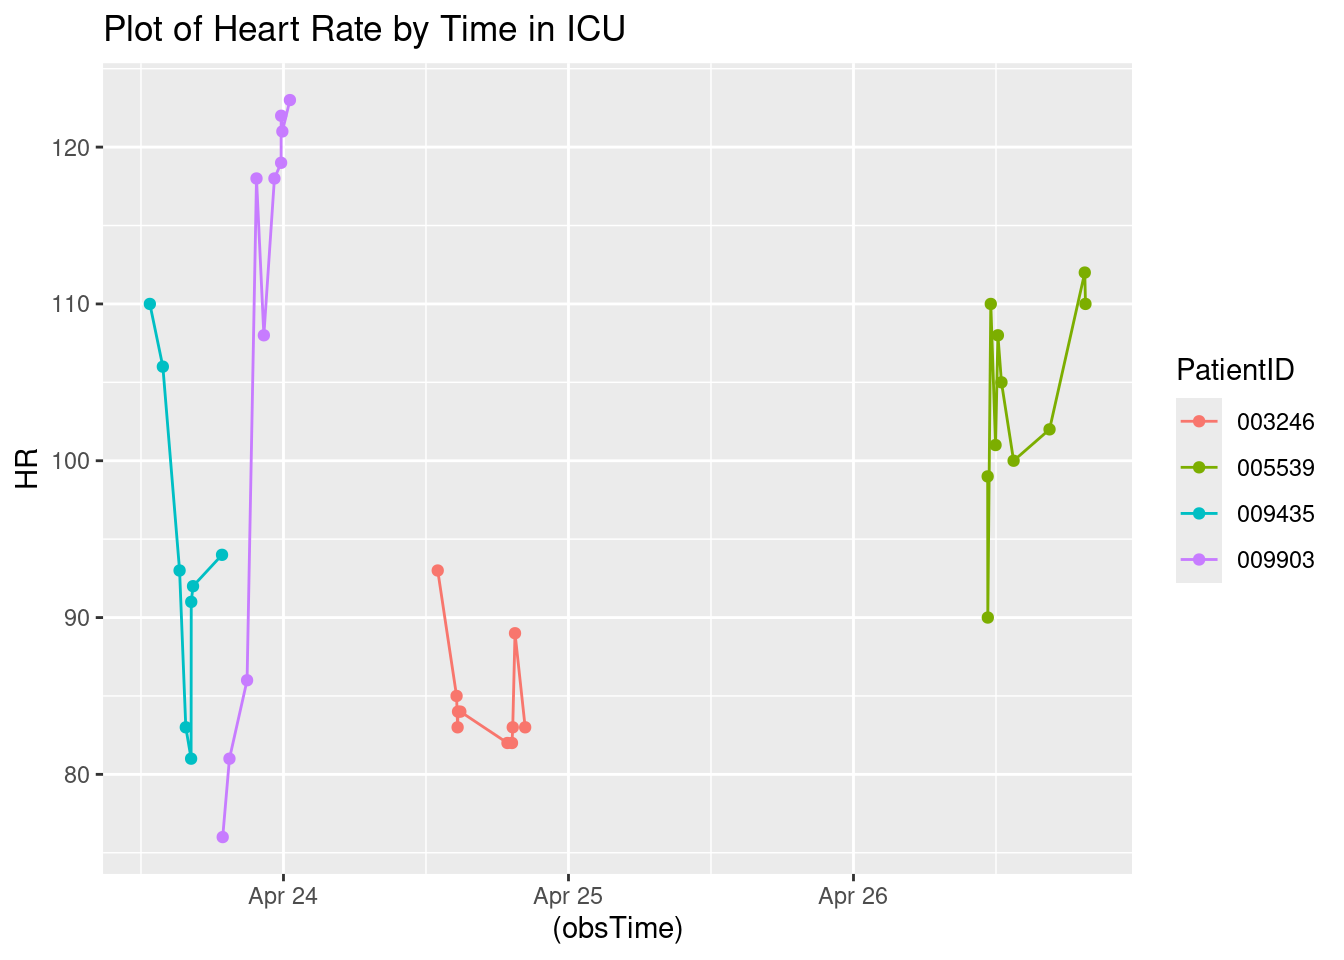 Plot of Heart Rate by Time in ICU
120
110
100
90
80
HR
Apr 24
Apr 25
Apr 26
(obsTime)
PatientID
003246
005539
009435
009903